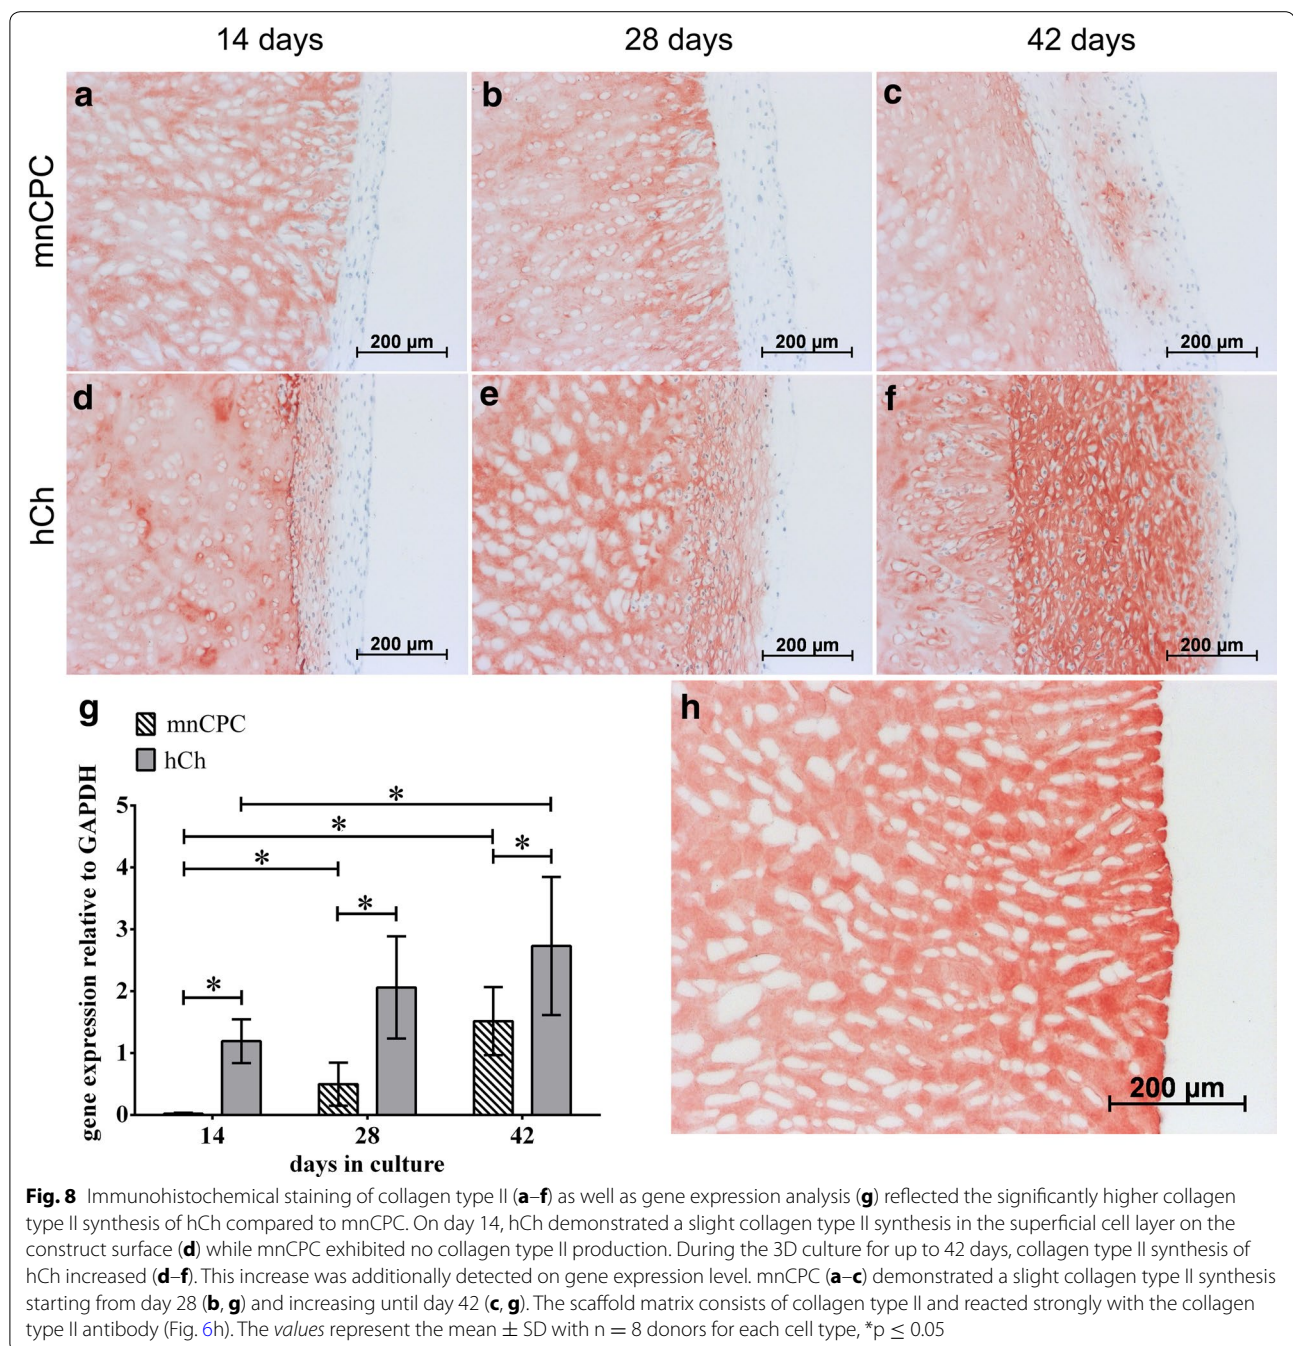 14 days 28 days 42 days
mnCPC
a b c
200 µm 200 µm 200 µm
hCh
d e f
200 µm 200 µm 200 µm
g
mnCPC
hCh
gene expression relative to GAPDH
5
4
3
2
1
0
* * * * * *
14 28 42
days in culture
h
200 µm
Fig. 8 Immunohistochemical staining of collagen type II (a–f) as well as gene expression analysis (g) reflected the significantly higher collagen
type II synthesis of hCh compared to mnCPC. On day 14, hCh demonstrated a slight collagen type II synthesis in the superficial cell layer on the
construct surface (d) while mnCPC exhibited no collagen type II production. During the 3D culture for up to 42 days, collagen type II synthesis of
hCh increased (d–f). This increase was additionally detected on gene expression level. mnCPC (a–c) demonstrated a slight collagen type II synthesis
starting from day 28 (b, g) and increasing until day 42 (c, g). The scaffold matrix consists of collagen type II and reacted strongly with the collagen
type II antibody (Fig. 6h). The values represent the mean ± SD with n = 8 donors for each cell type, *p ≤ 0.05